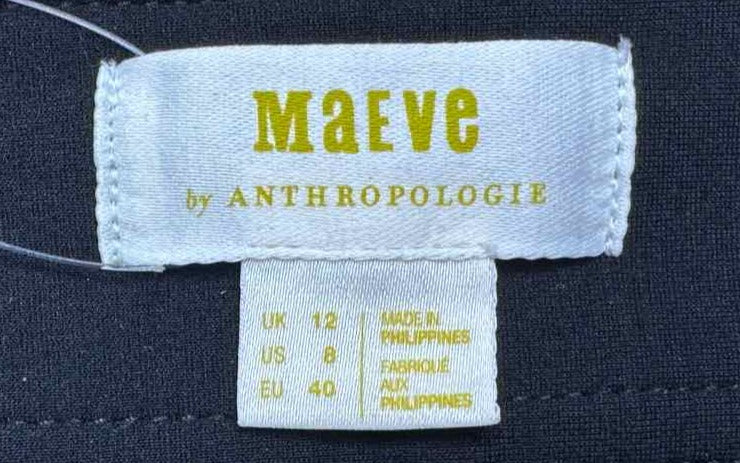 MaEve
by ANTHROPOLOGIE
UK 12
US 8
EU 40
MADE IN
PHILIPPINES
FABRIQUÉ
AUX
PHILIPPINES